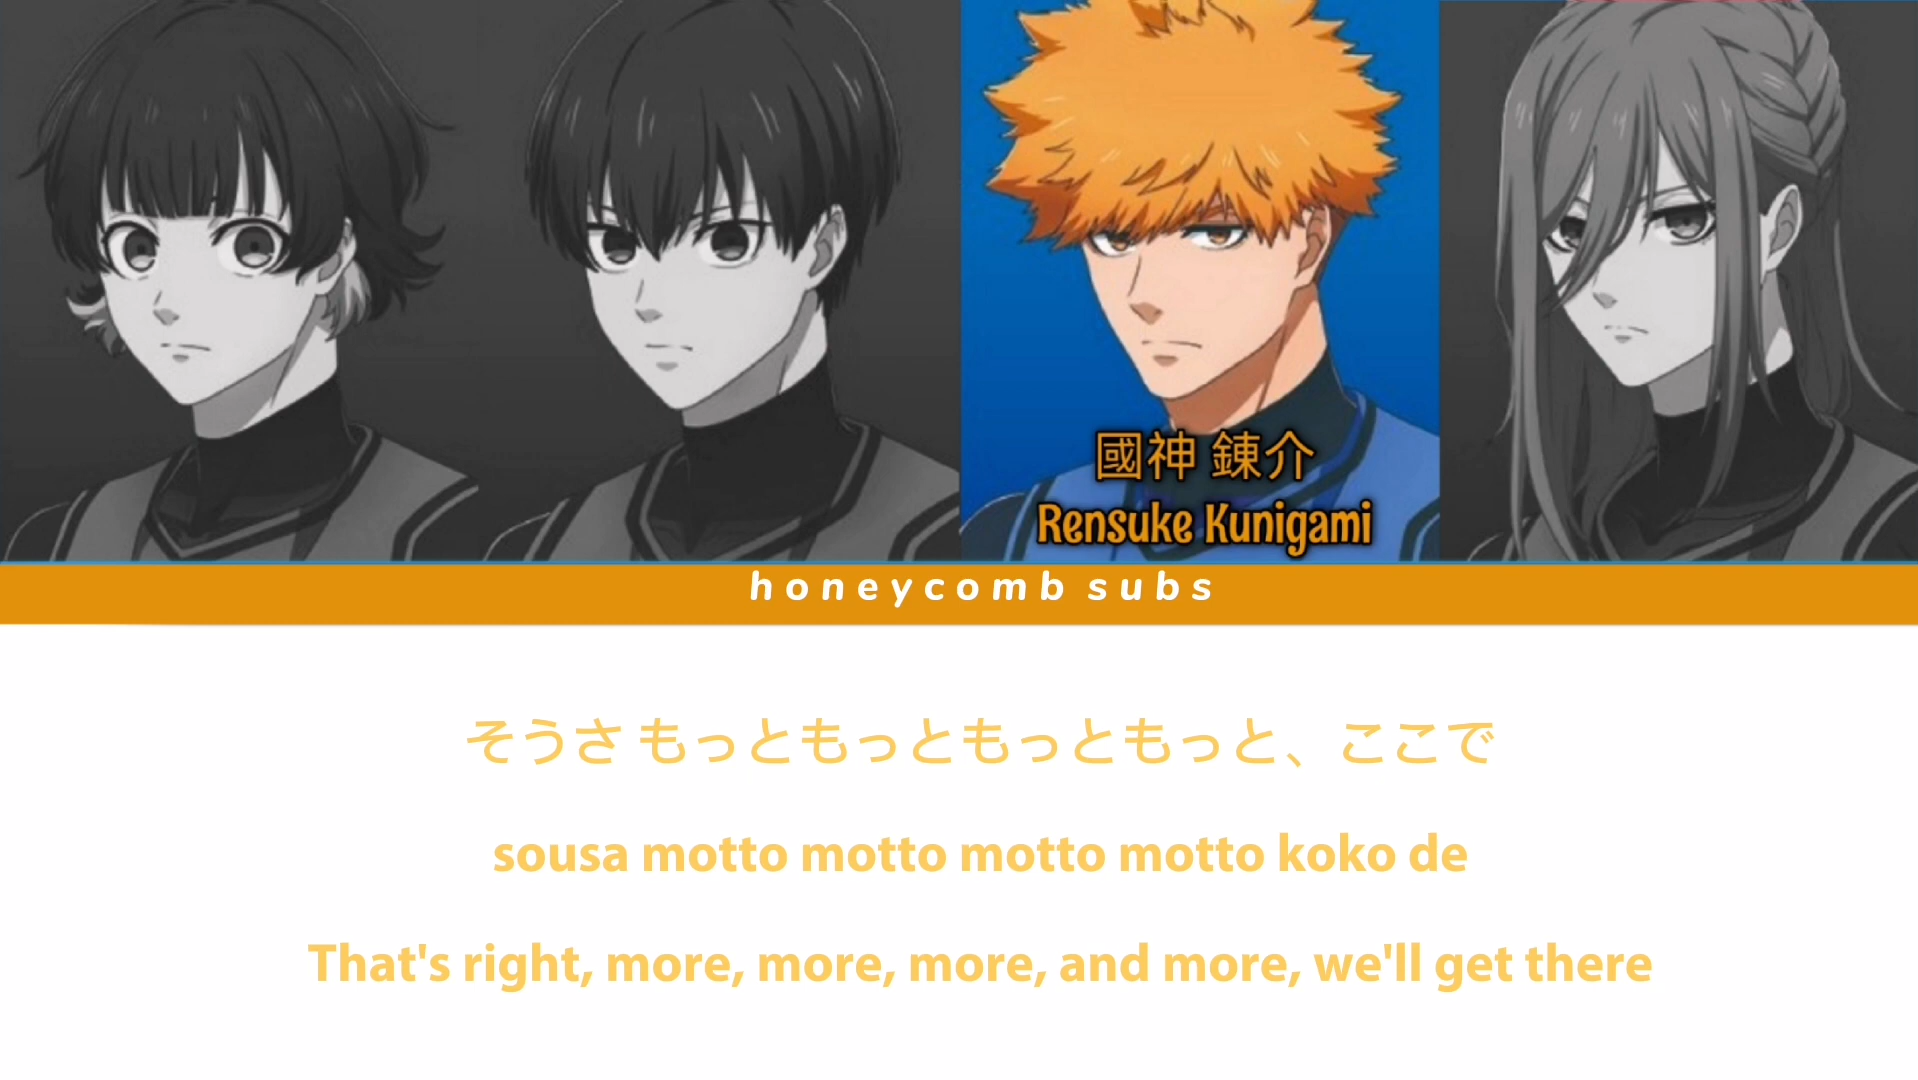 國神 錬介
Rensuke Kunigami
honeycomb subs
そうさ もっともっともっともっと、ここで
sousa motto motto motto motto koko de
That's right, more, more, more, and more, we'll get there